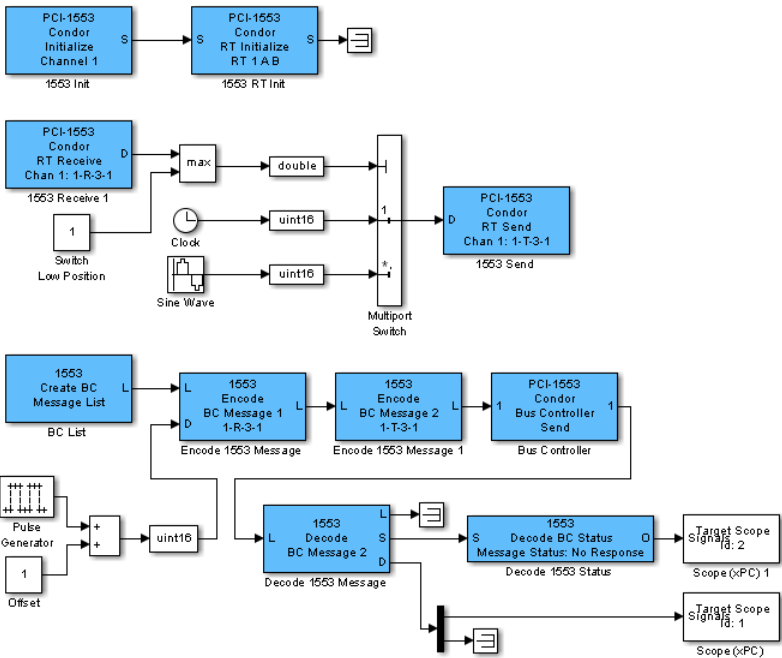 PCI-1553
Condor
Initialize
Channel 1
S
1553 Init
PCI-1553
Condor
RT Initialize
RT 1 A B
S
S
1553 RT Init
PCI-1553
Condor
RT Receive
Chan 1: 1-R-3-1
D
1553 Receive 1
max
double
1
Switch
Low Position
Clock
uint16
Sine Wave
uint16
1
*,
Multiport
Switch
PCI-1553
Condor
RT Send
Chan 1: 1-T-3-1
D
1553 Send
1553
Create BC
Message List
L
BC List
1553
Encode
BC Message 1
1-R-3-1
L
D
L
Encode 1553 Message
1553
Encode
BC Message 2
1-T-3-1
L
L
Encode 1553 Message 1
PCI-1553
Condor
Bus Controller
Send
1
1
Bus Controller
Pulse
Generator
1
Offset
+
+
uint16
1553
Decode
BC Message 2
L
L
S
D
Decode 1553 Message
1553
Decode BC Status
Message Status: No Response
S
O
Decode 1553 Status
Target Scope
Signals
Id: 2
Scope (xPC) 1
Target Scope
Signals
Id: 1
Scope (xPC)